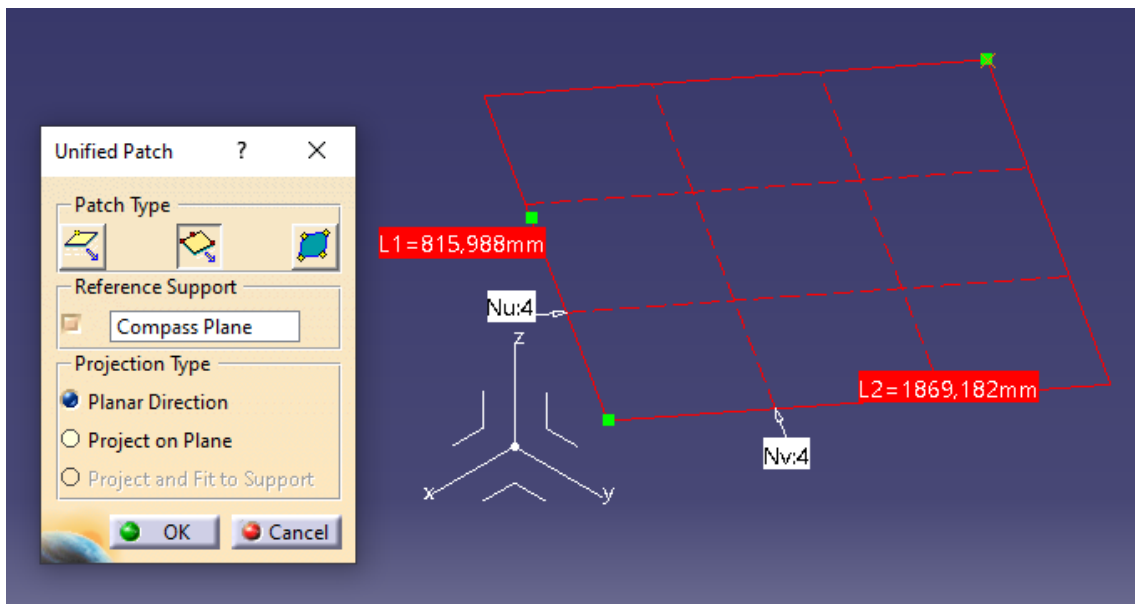 Unified Patch ?
Patch Type
Reference Support
Compass Plane
Projection Type
Planar Direction
Project on Plane
Project and Fit to Support
OK Cancel
L1=815,988mm
Nu:4
z
x
y
L2=1869,182mm
Nv:4